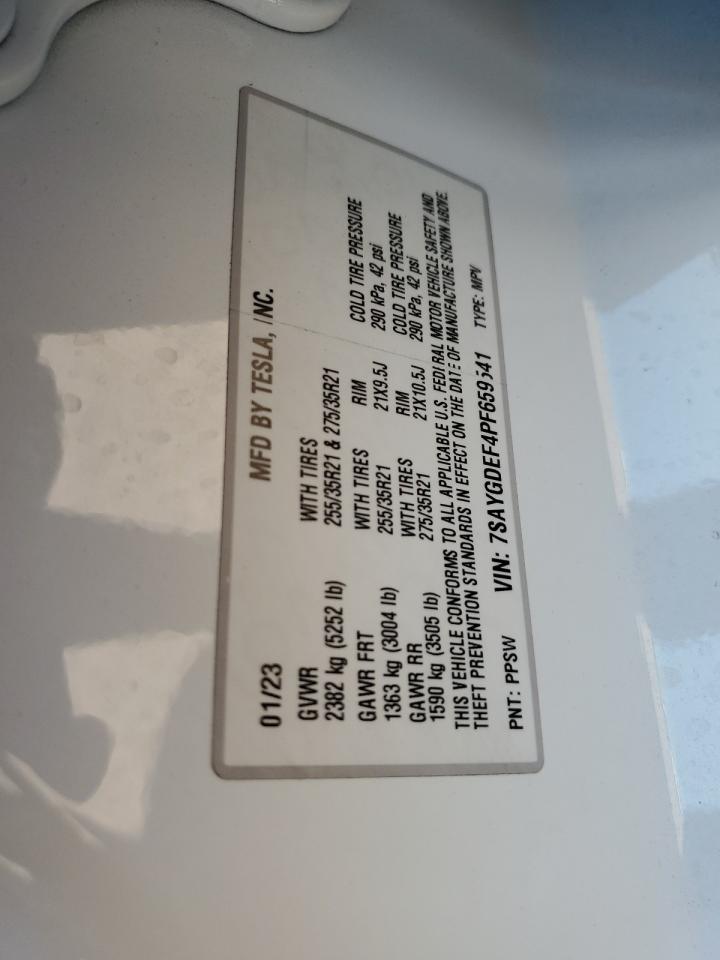 01/23 MFD BY TESLA, INC.
GVWR WITH TIRES
2382 kg (5252 lb) 255/35R21 & 275/35R21
GAWR FRT WITH TIRES RIM COLD TIRE PRESSURE
1363 kg (3004 lb) 255/35R21 21X9.5J 290 kPa, 42 psi
GAWR RR WITH TIRES RIM COLD TIRE PRESSURE
1590 kg (3505 lb) 275/35R21 21X10.5J 290 kPa, 42 psi
THIS VEHICLE CONFORMS TO ALL APPLICABLE U.S. FEDERAL MOTOR VEHICLE SAFETY AND
THEFT PREVENTION STANDARDS IN EFFECT ON THE DATE OF MANUFACTURE SHOWN ABOVE.
PNT: PPSW VIN: 7SAYGDEF4PF659541 TYPE: MPV